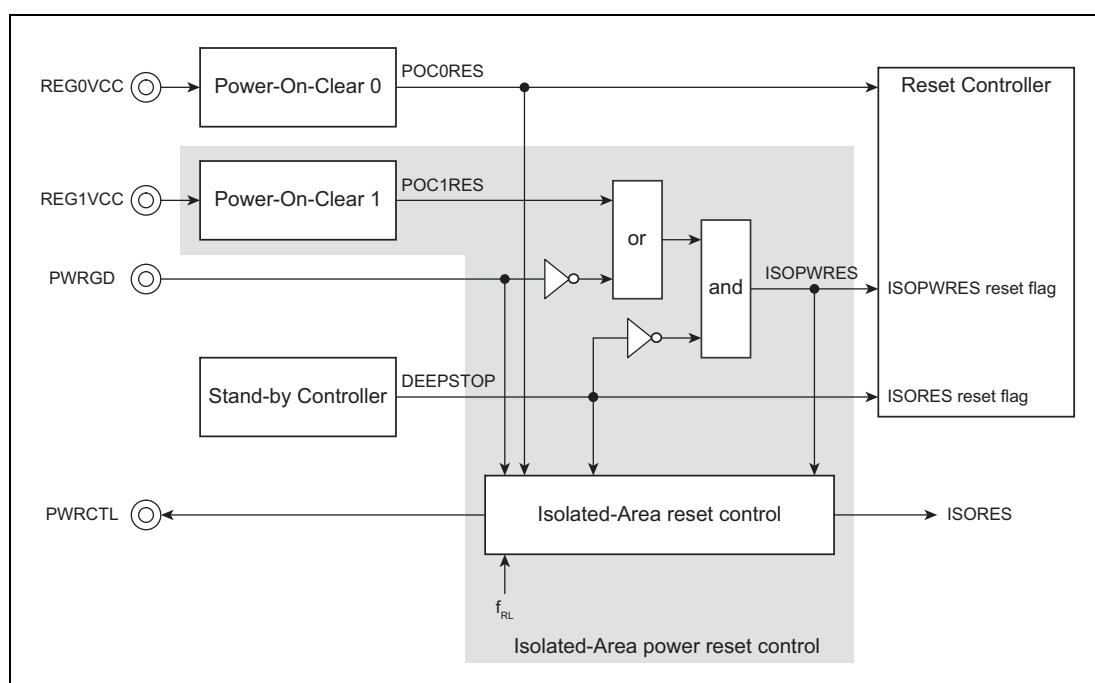 REG0VCC
Power-On-Clear 0
POC0RES
Reset Controller
REG1VCC
Power-On-Clear 1
POC1RES
or
PWRGD
and
ISOPWRES
ISOPWRES reset flag
Stand-by Controller
DEEPSTOP
ISORES reset flag
PWRCTL
Isolated-Area reset control
ISORES
fRL
Isolated-Area power reset control